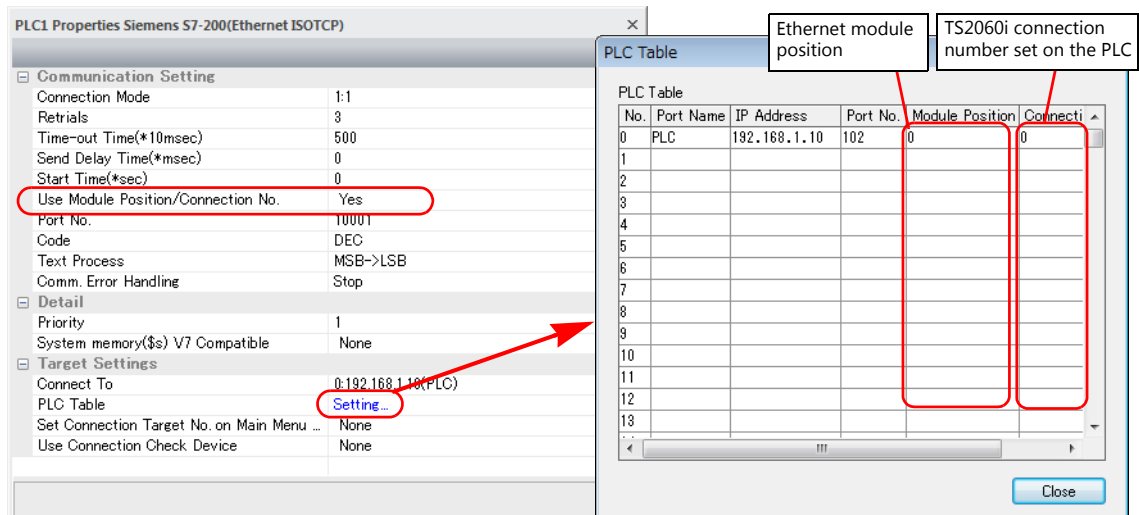 PLC1 Properties Siemens S7-200(Ethernet ISOTCP)
Communication Setting
Connection Mode 1:1
Retrials 3
Time-out Time(*10msec) 500
Send Delay Time(*msec) 0
Start Time(*sec) 0
Use Module Position/Connection No. Yes
Port No. 10001
Code DEC
Text Process MSB->LSB
Comm. Error Handling Stop
Detail
Priority 1
System memory($s) V7 Compatible None
Target Settings
Connect To 0:192.168.1.10(PLC)
PLC Table Setting...
Set Connection Target No. on Main Menu ... None
Use Connection Check Device None
Ethernet module
position
TS2060i connection
number set on the PLC
PLC Table
PLC Table
No. Port Name IP Address Port No. Module Position Connecti
0 PLC 192.168.1.10 102 0 0
1
2
3
4
5
6
7
8
9
10
11
12
13
Close